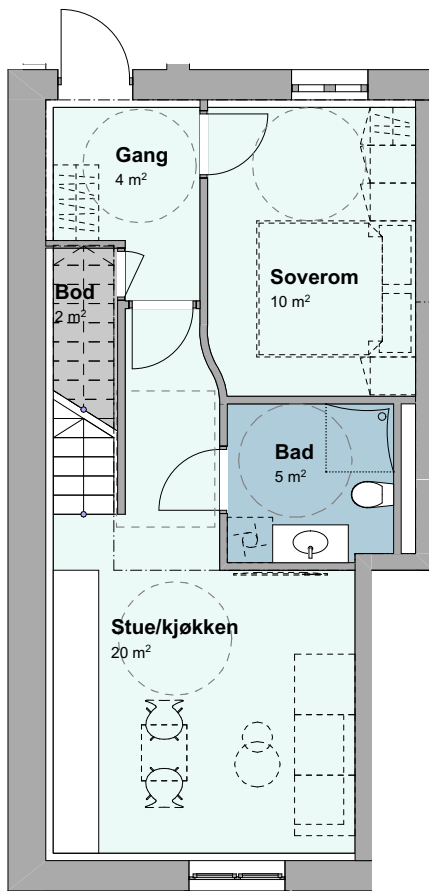 Gang
4 m²
Soverom
10 m²
Bod
2 m²
Bad
5 m²
Stue/kjøkken
20 m²